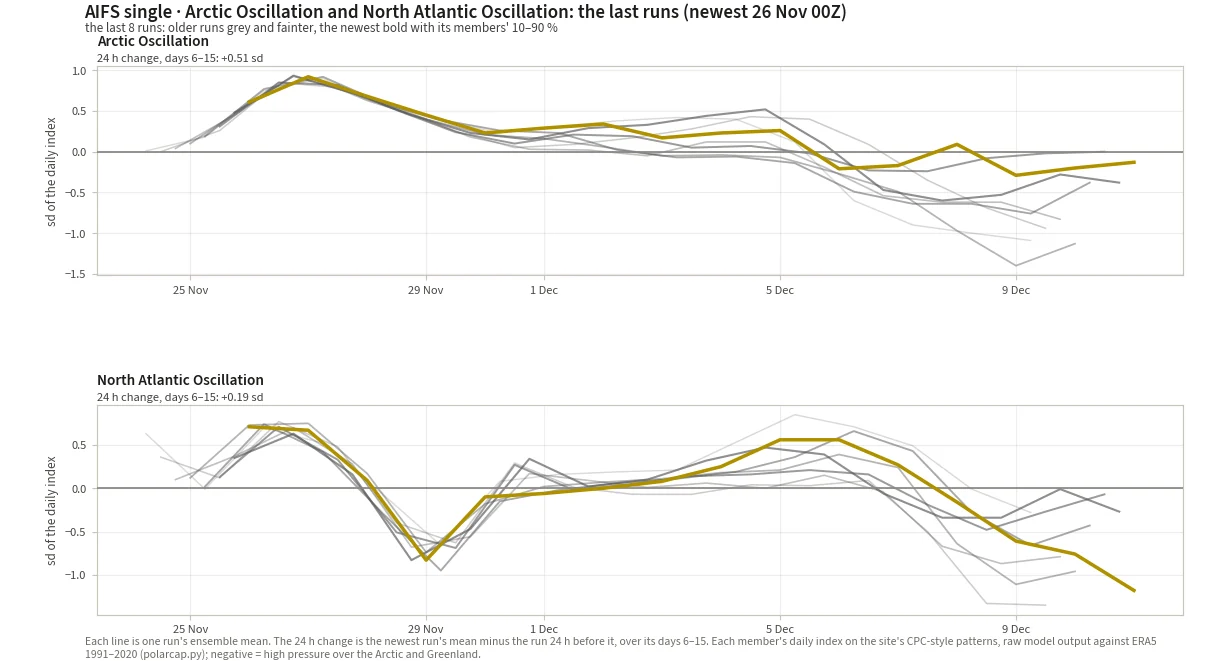 AIFS single · Arctic Oscillation and North Atlantic Oscillation: the last runs (newest 26 Nov 00Z)
the last 8 runs: older runs grey and fainter, the newest bold with its members' 10–90 %
Arctic Oscillation
24 h change, days 6–15: +0.51 sd
sd of the daily index
1.0
0.5
0.0
−0.5
−1.0
−1.5
25 Nov 29 Nov 1 Dec 5 Dec 9 Dec
North Atlantic Oscillation
24 h change, days 6–15: +0.19 sd
sd of the daily index
0.5
0.0
−0.5
−1.0
25 Nov 29 Nov 1 Dec 5 Dec 9 Dec
Each line is one run's ensemble mean. The 24 h change is the newest run's mean minus the run 24 h before it, over its days 6–15. Each member's daily index on the site's CPC-style patterns, raw model output against ERA5
1991–2020 (polarcap.py); negative = high pressure over the Arctic and Greenland.